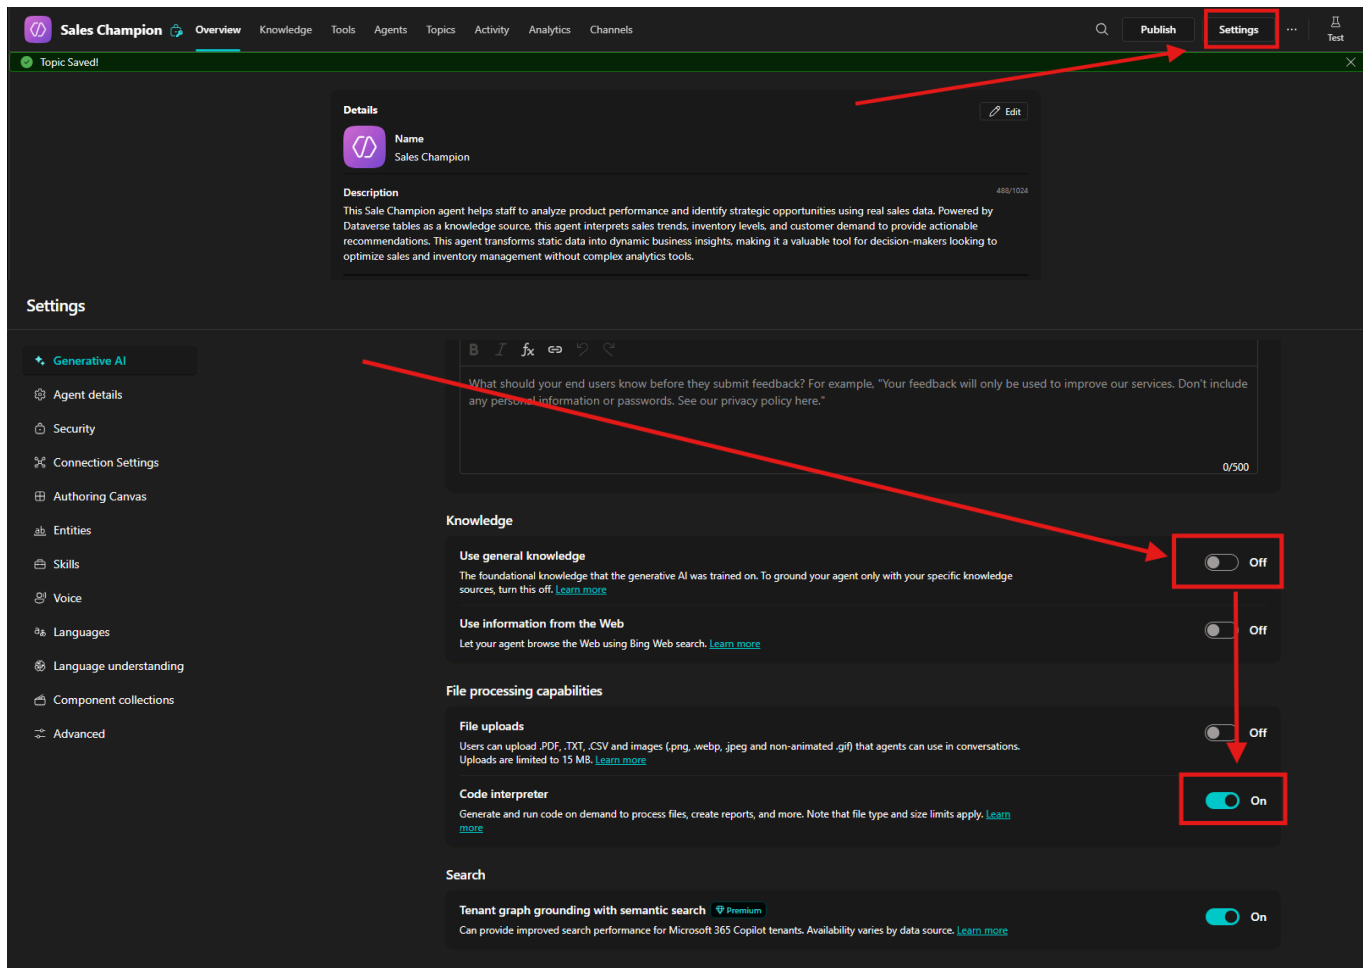 Sales Champion
Overview
Knowledge
Tools
Agents
Topics
Activity
Analytics
Channels
Publish
Settings
···
Test
Topic Saved!
Details
Edit
Name
Sales Champion
Description
488/1024
This Sale Champion agent helps staff to analyze product performance and identify strategic opportunities using real sales data. Powered by
Dataverse tables as a knowledge source, this agent interprets sales trends, inventory levels, and customer demand to provide actionable
recommendations. This agent transforms static data into dynamic business insights, making it a valuable tool for decision-makers looking to
optimize sales and inventory management without complex analytics tools.
Settings
Generative AI
Agent details
Security
Connection Settings
Authoring Canvas
Entities
Skills
Voice
Languages
Language understanding
Component collections
Advanced
B I fx
What should your end users know before they submit feedback? For example, "Your feedback will only be used to improve our services. Don't include
any personal information or passwords. See our privacy policy here."
0/500
Knowledge
Use general knowledge
The foundational knowledge that the generative AI was trained on. To ground your agent only with your specific knowledge
sources, turn this off. Learn more
Off
Use information from the Web
Let your agent browse the Web using Bing Web search. Learn more
Off
File processing capabilities
File uploads
Users can upload .PDF, .TXT, .CSV and images (.png, .webp, .jpeg and non-animated .gif) that agents can use in conversations.
Uploads are limited to 15 MB. Learn more
Off
Code interpreter
Generate and run code on demand to process files, create reports, and more. Note that file type and size limits apply. Learn
more
On
Search
Tenant graph grounding with semantic search Premium
Can provide improved search performance for Microsoft 365 Copilot tenants. Availability varies by data source. Learn more
On